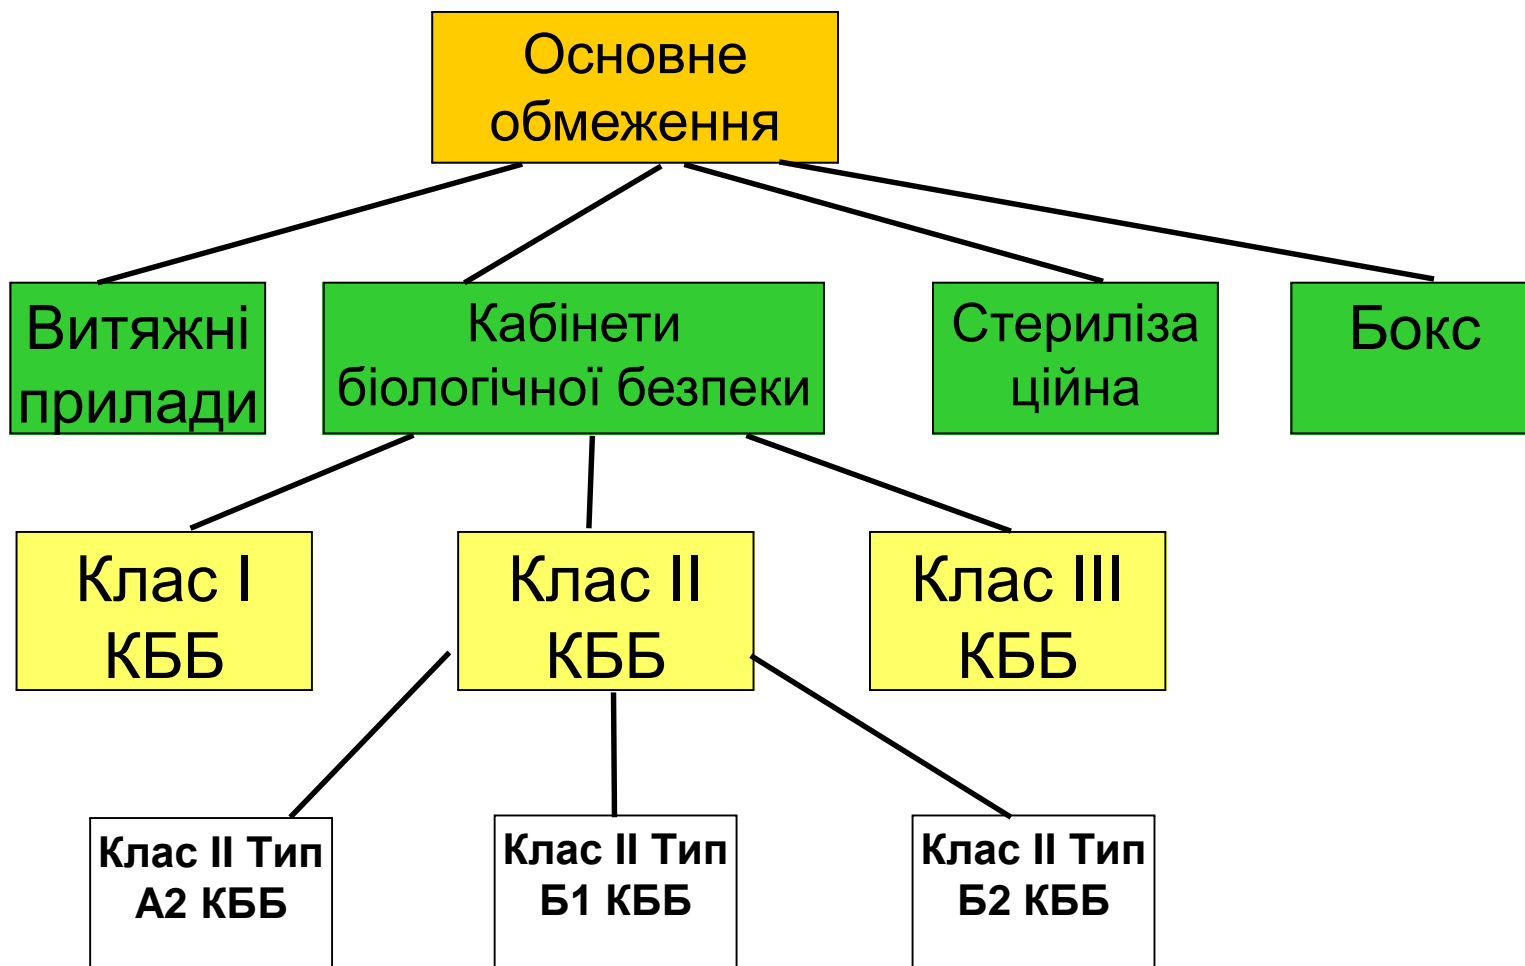 Основне
обмеження
Витяжні
прилади
Кабінети
біологічної безпеки
Стериліза
ційна
Бокс
Клас I
КББ
Клас II
КББ
Клас III
КББ
Клас II Тип
А2 КББ
Клас II Тип
Б1 КББ
Клас II Тип
Б2 КББ